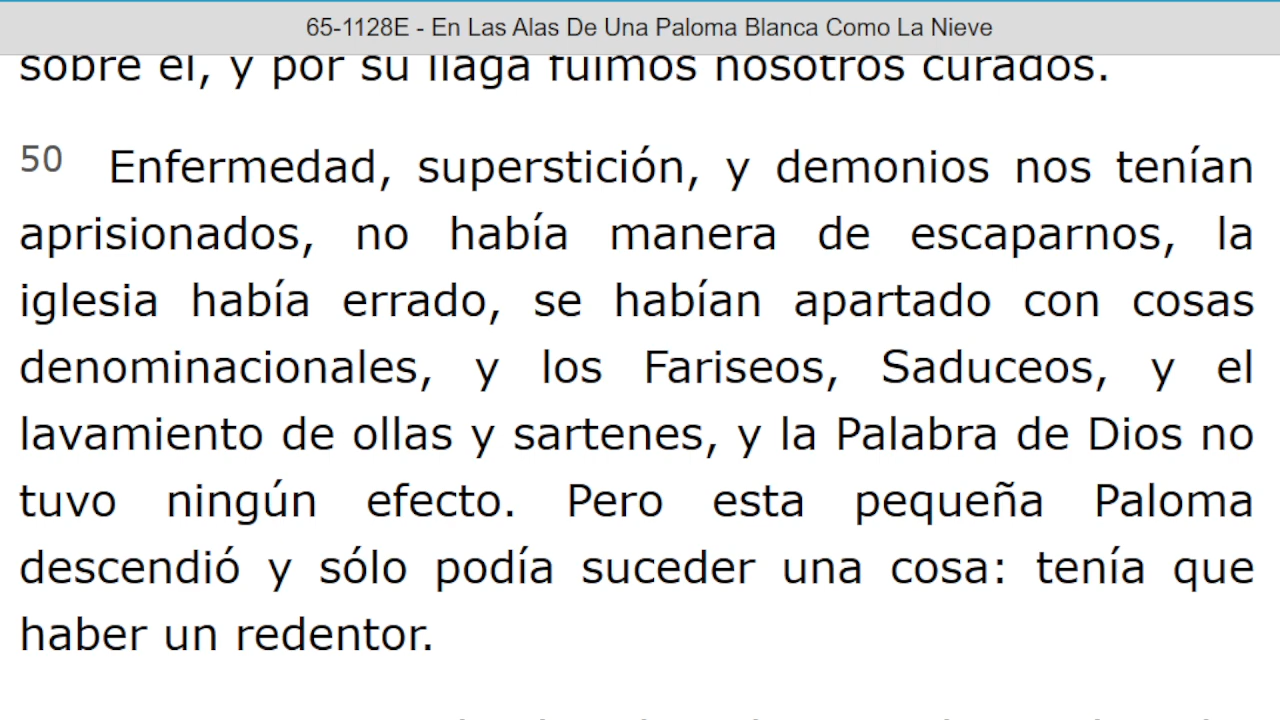 65-1128E - En Las Alas De Una Paloma Blanca Como La Nieve
sobre él, y por su llaga fuimos nosotros curados.
50 Enfermedad, superstición, y demonios nos tenían
aprisionados, no había manera de escaparnos, la
iglesia había errado, se habían apartado con cosas
denominacionales, y los Fariseos, Saduceos, y el
lavamiento de ollas y sartenes, y la Palabra de Dios no
tuvo ningún efecto. Pero esta pequeña Paloma
descendió y sólo podía suceder una cosa: tenía que
haber un redentor.